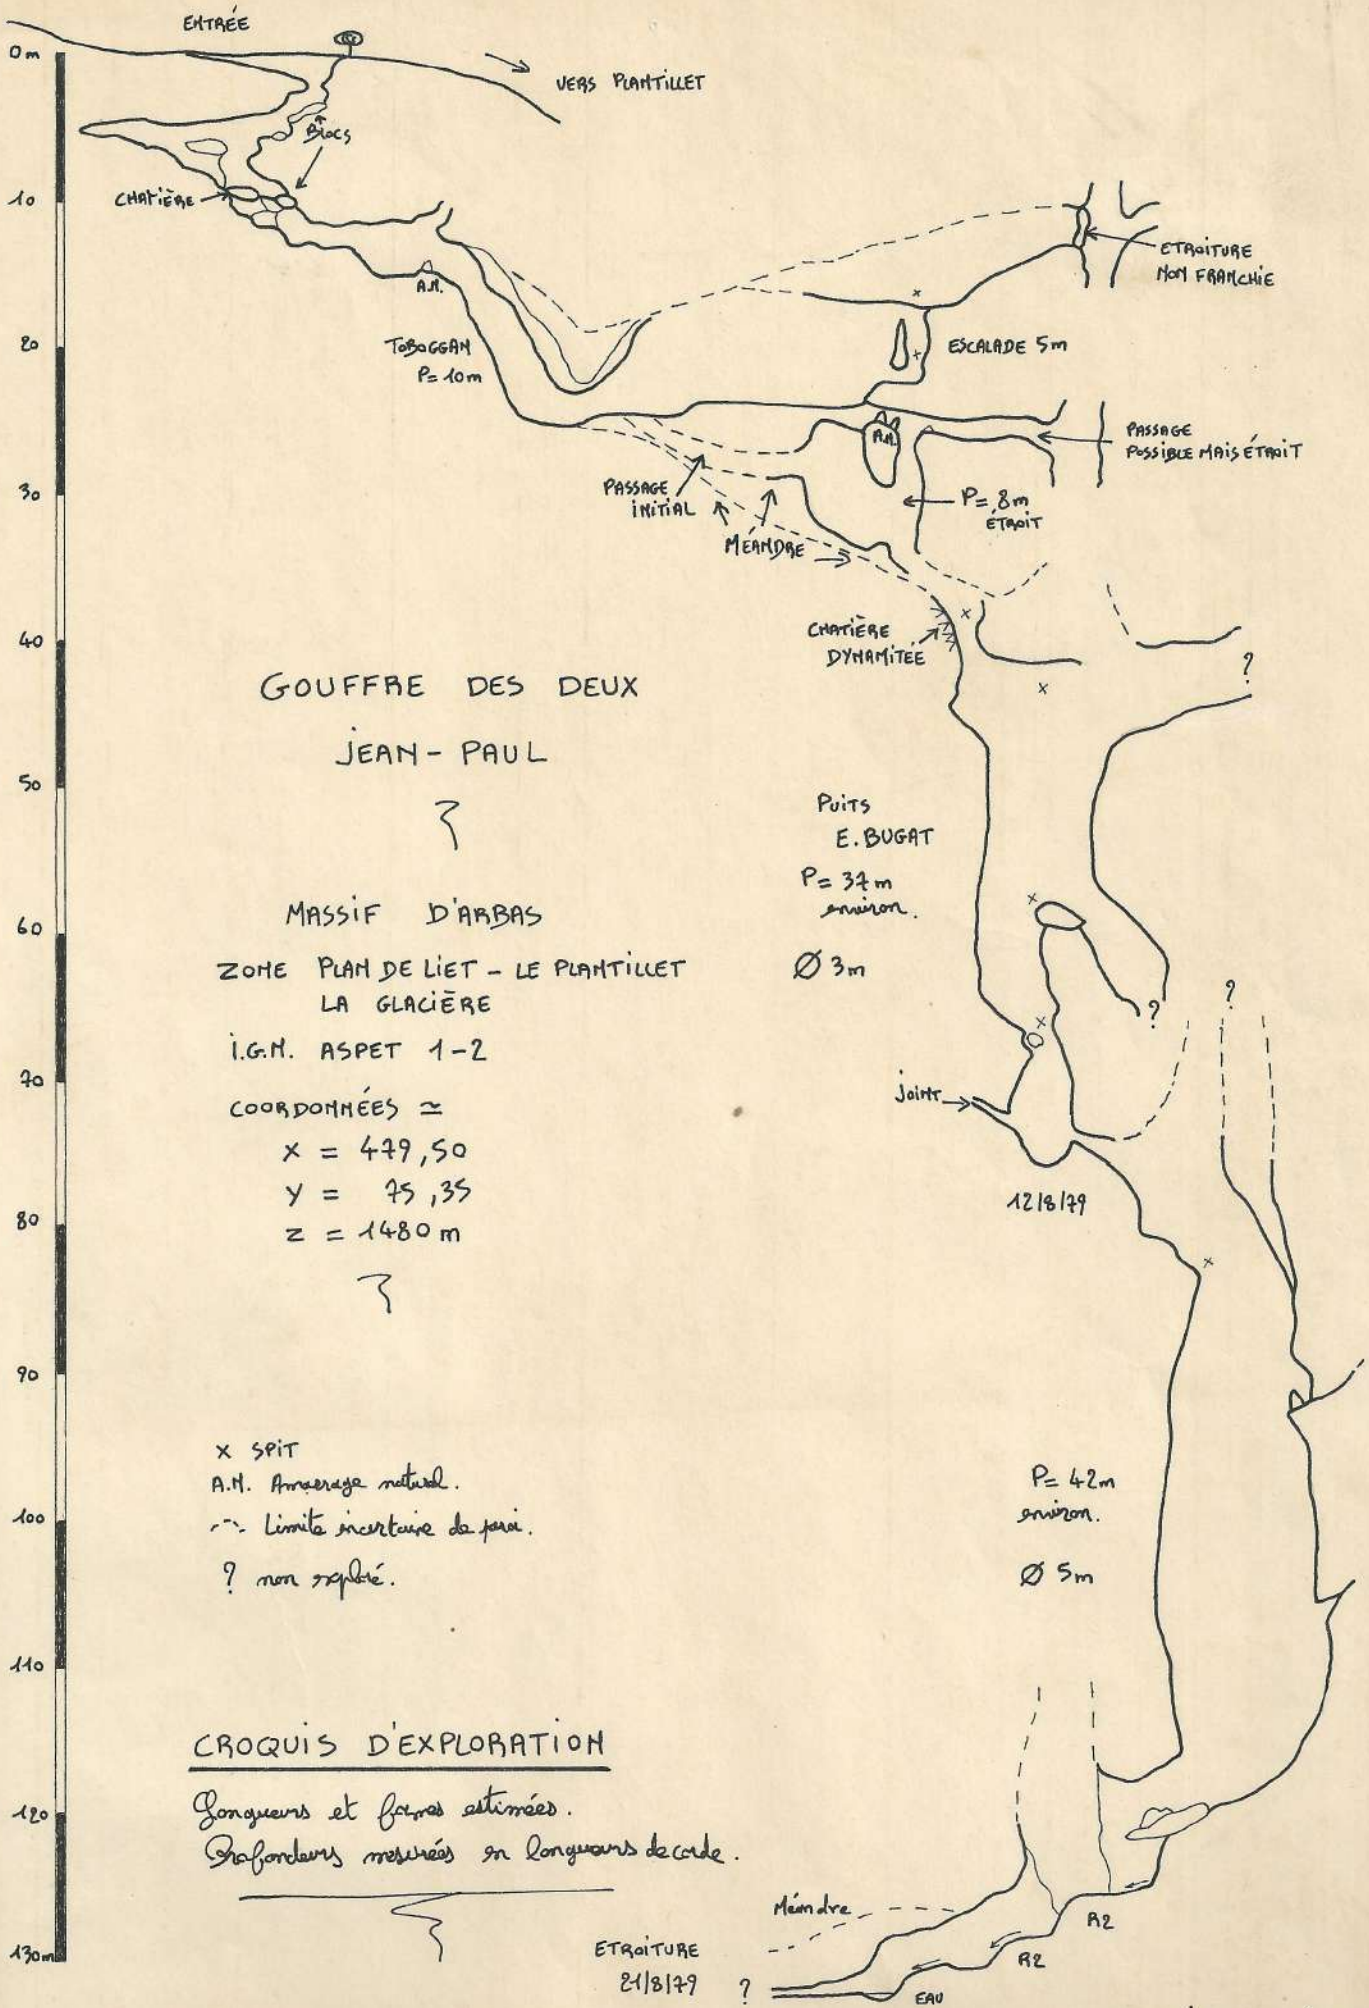 ENTRÉE
0m
VERS PLANTILLET
BLOCS
CHATIÈRE
10
ETROITURE
NON FRANCHIE
A.N.
20
TOBOGGAN
P= 10m
ESCALADE 5m
A.N.
PASSAGE
POSSIBLE MAIS ÉTROIT
30
PASSAGE
INITIAL
P= 8m
ÉTROIT
MÉANDRE
40
CHATIÈRE
DYNAMITÉE
?
GOUFFRE DES DEUX
JEAN - PAUL
50
PUITS
E. BUGAT
P= 37m
environ.
Ø 3m
60
MASSIF D'ARBAS
ZONE PLAN DE LIET - LE PLANTILLET
LA GLACIÈRE
I.G.N. ASPET 1-2
?
?
70
JOINT
COORDONNÉES ≃
X = 479,50
Y = 75,35
Z = 1480 m
12/8/79
80
90
x SPIT
A.N. Amarrage naturel.
--- Limite incertaine de paroi.
? non exploré.
100
P= 42m
environ.
Ø 5m
110
CROQUIS D'EXPLORATION
Longueurs et formes estimées.
Profondeurs mesurées en longueurs de corde.
120
Méandre
R2
R2
130m
ETROITURE
21/8/79
?
EAU